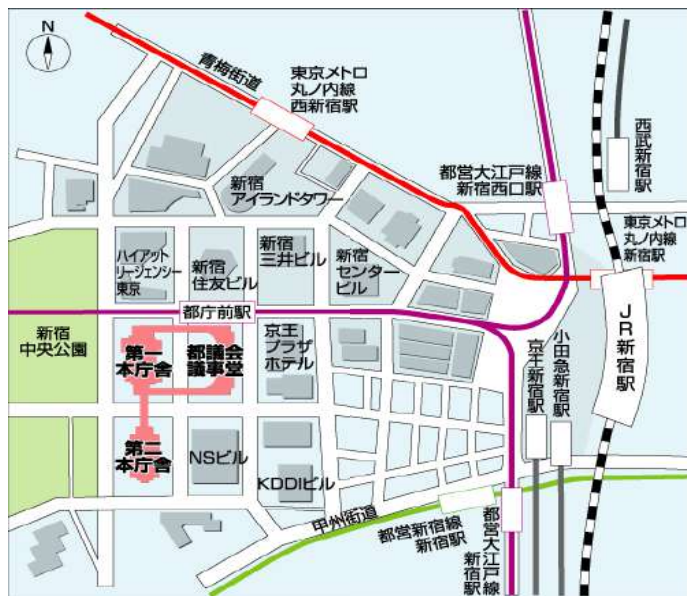 N
青梅街道
東京メトロ
丸ノ内線
西新宿駅
西武新宿駅
都営大江戸線
新宿西口駅
新宿
アイランドタワー
東京メトロ
丸ノ内線
新宿駅
ハイアット
リージェンシー
東京
新宿
住友ビル
新宿
三井ビル
新宿
センター
ビル
都庁前駅
JR新宿駅
小田急新宿駅
京王新宿駅
新宿
中央公園
第一
本庁舎
都議会
議事堂
京王
プラザ
ホテル
第二
本庁舎
NSビル
KDDIビル
甲州街道
都営新宿線
新宿駅
都営大江戸線
新宿駅